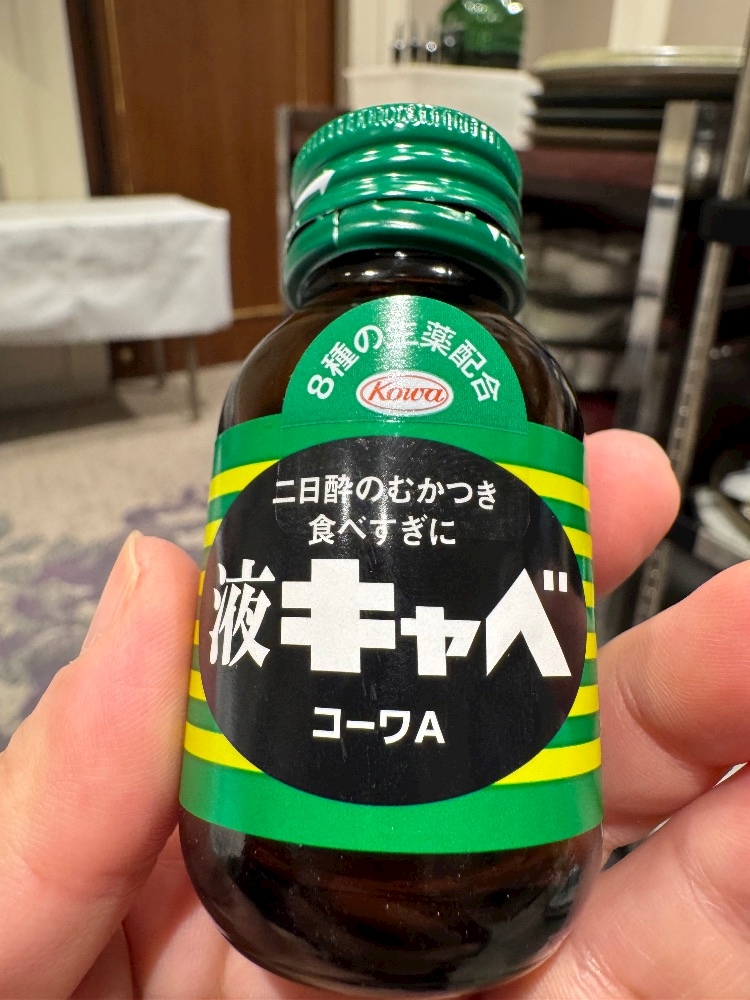 8種の生薬配合
Kowa
二日酔のむかつき
食べすぎに
液キャベ
コーワA